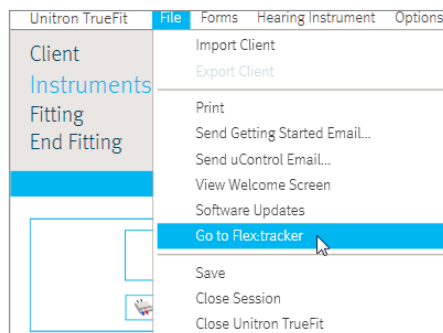 Unitron TrueFit File Forms Hearing Instrument Options
Client
Instruments
Fitting
End Fitting
Import Client
Export Client
Print
Send Getting Started Email...
Send uControl Email...
View Welcome Screen
Software Updates
Go to Flex:tracker
Save
Close Session
Close Unitron TrueFit